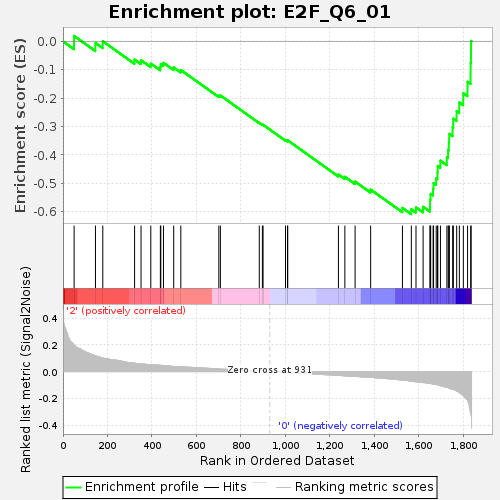 Enrichment plot: E2F_Q6_01
Enrichment score (ES)
0.0
-0.1
-0.2
-0.3
-0.4
-0.5
-0.6
'2' (positively correlated)
Ranked list metric (Signal2Noise)
0.4
0.2
0.0
-0.2
-0.4
Zero cross at 931
'0' (negatively correlated)
0 200 400 600 800 1,000 1,200 1,400 1,600 1,800
Rank in Ordered Dataset
Enrichment profile Hits Ranking metric scores